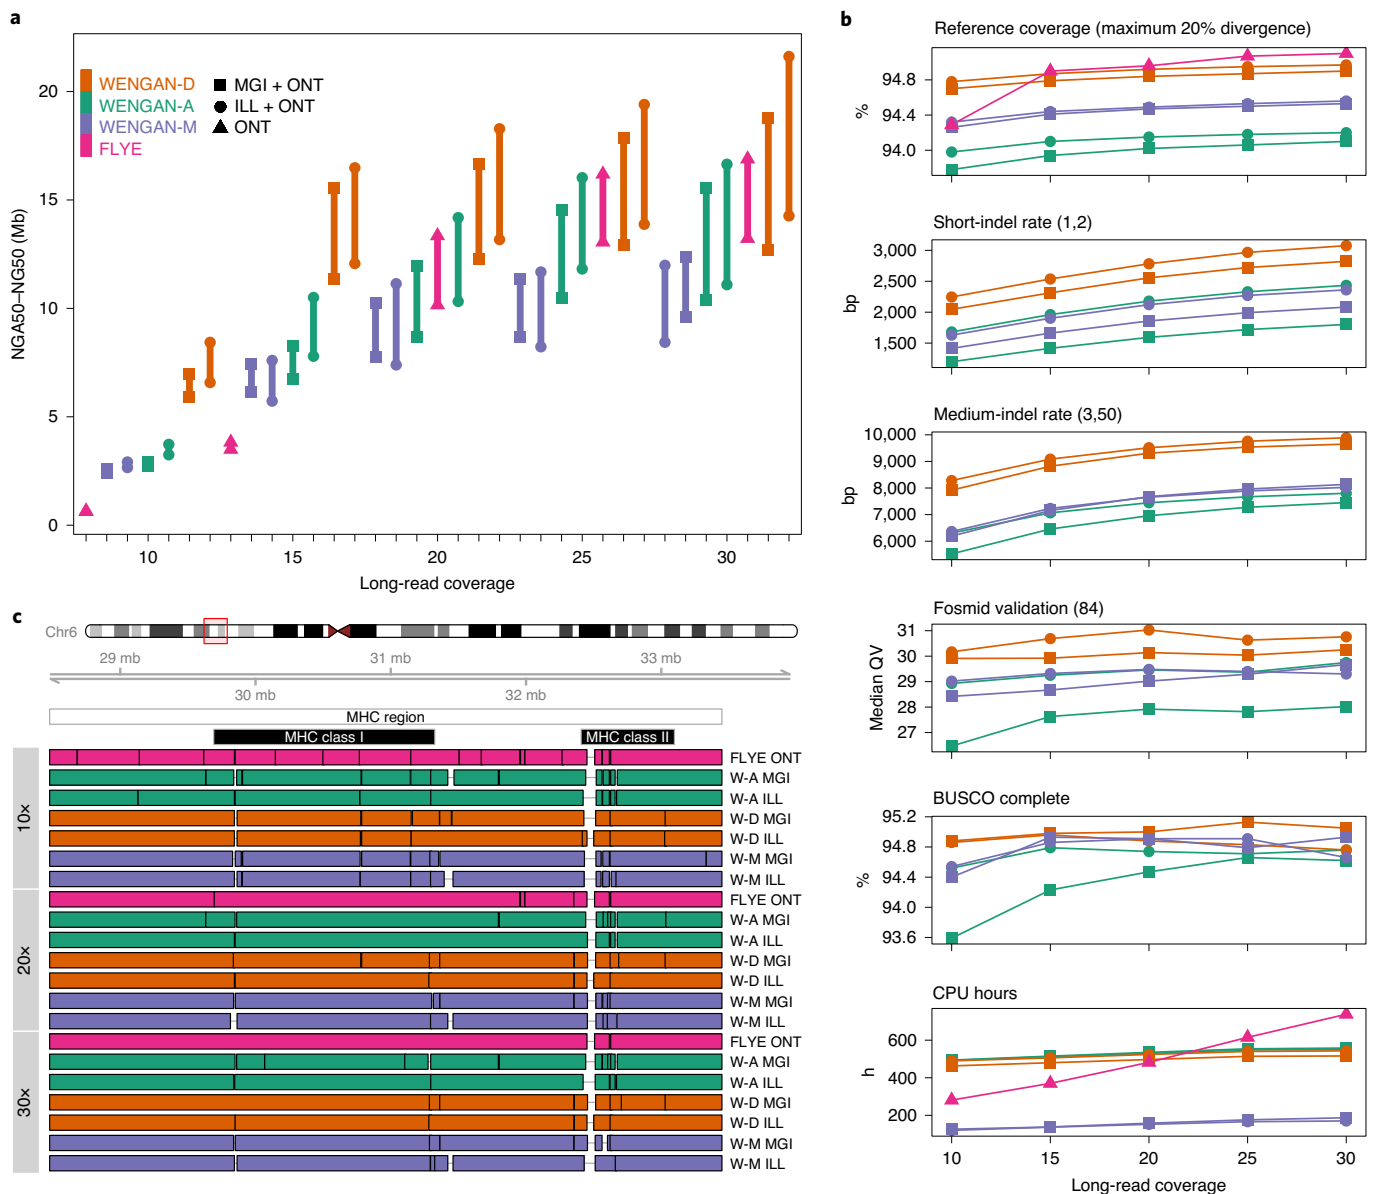 a
NGA50–NG50 (Mb)
20
15
10
5
0
WENGAN-D
WENGAN-A
WENGAN-M
FLYE
MGI + ONT
ILL + ONT
ONT
10
15
20
25
30
Long-read coverage
b
Reference coverage (maximum 20% divergence)
%
94.8
94.4
94.0
Short-indel rate (1,2)
bp
3,000
2,500
2,000
1,500
Medium-indel rate (3,50)
bp
10,000
9,000
8,000
7,000
6,000
Fosmid validation (84)
Median QV
31
30
29
28
27
BUSCO complete
%
95.2
94.8
94.4
94.0
93.6
CPU hours
h
600
400
200
10
15
20
25
30
Long-read coverage
c
Chr6
29 mb
31 mb
33 mb
30 mb
32 mb
MHC region
MHC class I
MHC class II
10×
FLYE ONT
W-A MGI
W-A ILL
W-D MGI
W-D ILL
W-M MGI
W-M ILL
20×
FLYE ONT
W-A MGI
W-A ILL
W-D MGI
W-D ILL
W-M MGI
W-M ILL
30×
FLYE ONT
W-A MGI
W-A ILL
W-D MGI
W-D ILL
W-M MGI
W-M ILL